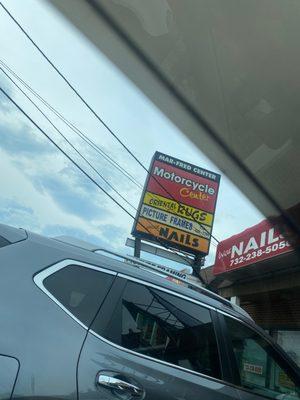 MAR-FRED CENTER
Motorcycle
Center
ORIENTAL RUGS
PICTURE FRAMES
NAILS
NAILS
732-238-5050